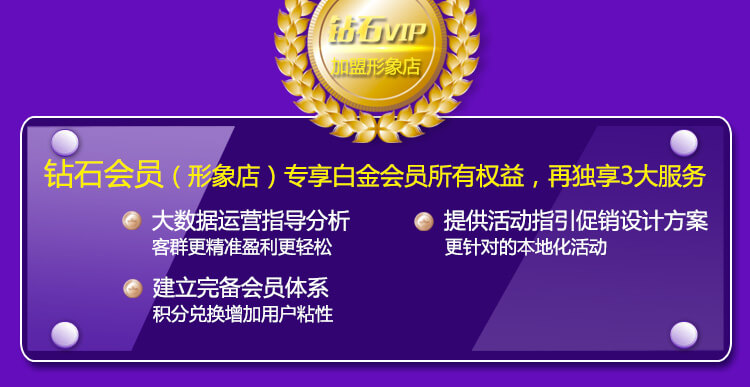 钻石VIP
加盟形象店
钻石会员（形象店）专享白金会员所有权益，再独享3大服务
大数据运营指导分析
客群更精准盈利更轻松
提供活动指引促销设计方案
更针对的本地化活动
建立完备会员体系
积分兑换增加用户粘性